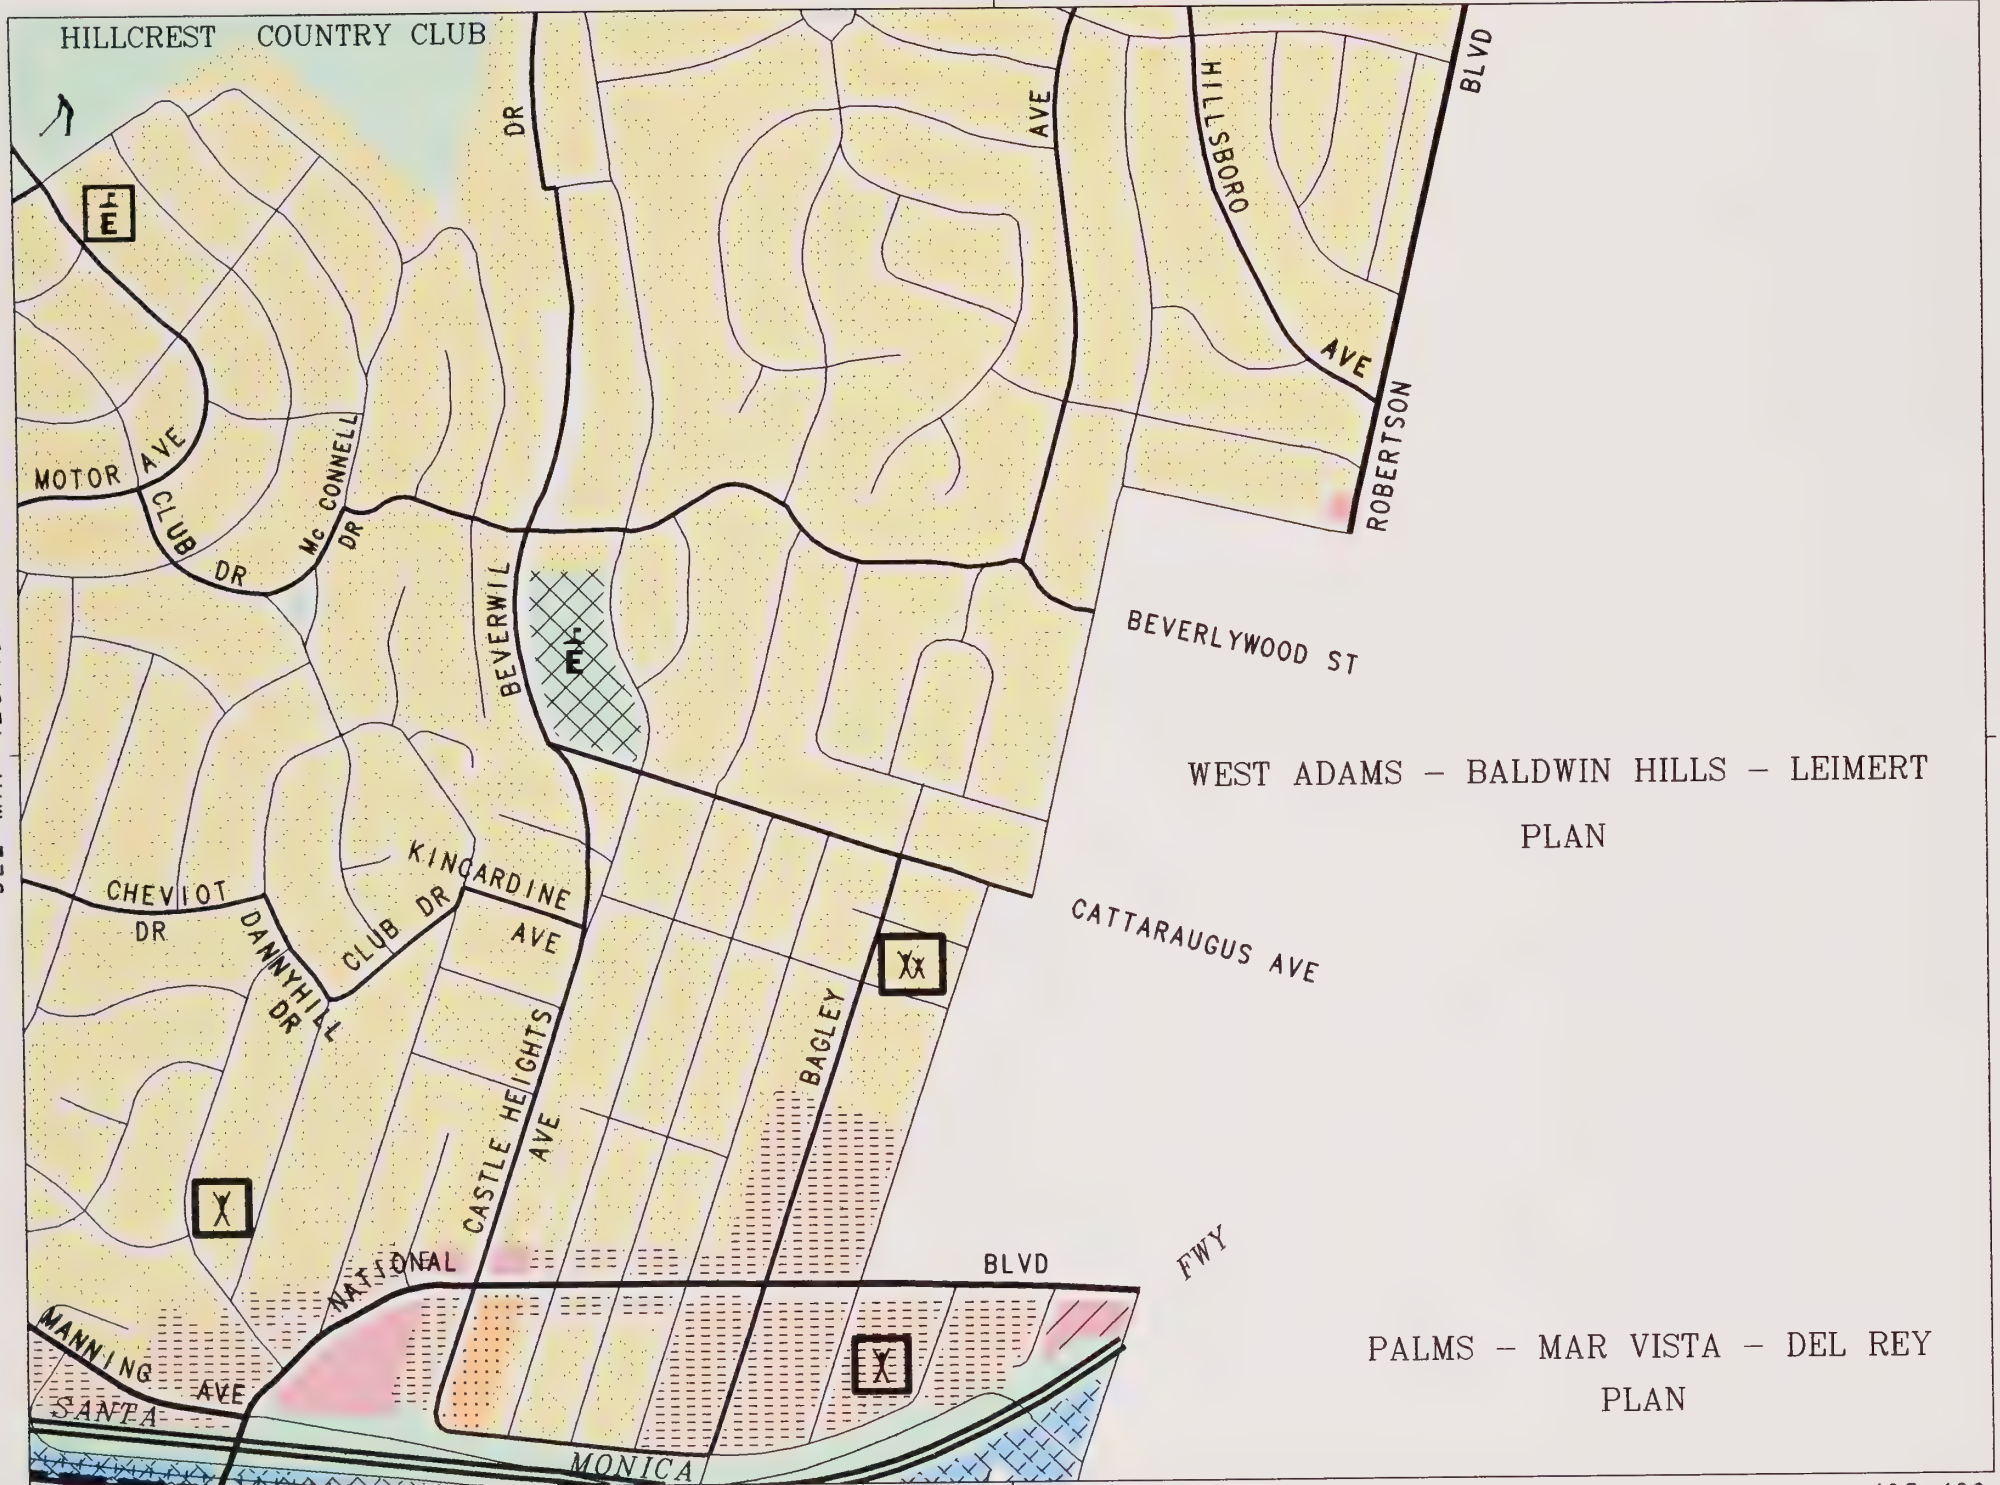 HILLCREST COUNTRY CLUB
DR
AVE
HILLSBORO
AVE
BLVD
ROBERTSON
E
MOTOR AVE
CLUB
DR
Mc CONNELL
DR
BEVERWIL
E
BEVERLYWOOD ST
WEST ADAMS – BALDWIN HILLS – LEIMERT
PLAN
CHEVIOT
DR
DANNYHILL
DR
CLUB DR
KINCARDINE
AVE
CATTARAUGUS AVE
CASTLE HEIGHTS
AVE
BAGLEY
NATIONAL
BLVD
FWY
MANNING
AVE
SANTA
MONICA
PALMS – MAR VISTA – DEL REY
PLAN